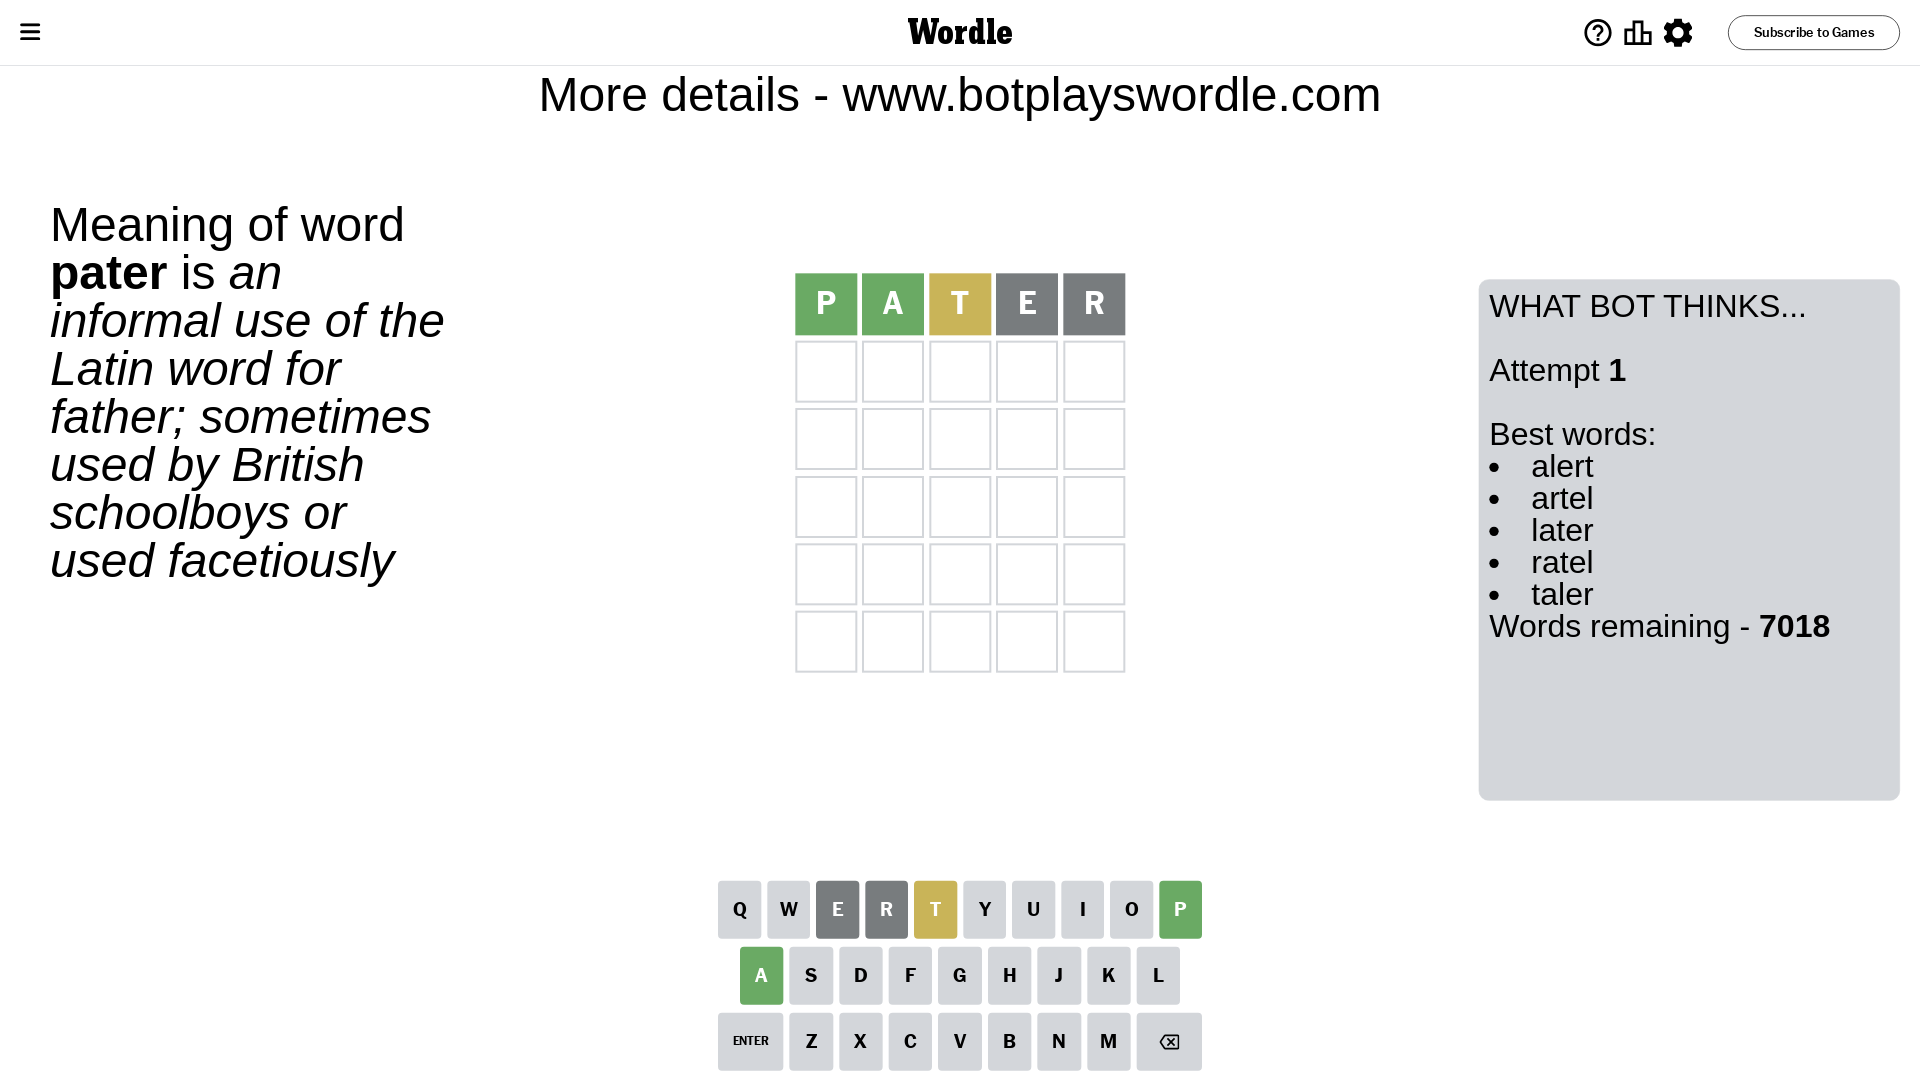 Wordle
Subscribe to Games
More details - www.botplayswordle.com
Meaning of word
pater is an
informal use of the
Latin word for
father; sometimes
used by British
schoolboys or
used facetiously
P A T E R
WHAT BOT THINKS...
Attempt 1
Best words:
• alert
• artel
• later
• ratel
• taler
Words remaining - 7018
Q W E R T Y U I O P
A S D F G H J K L
ENTER Z X C V B N M